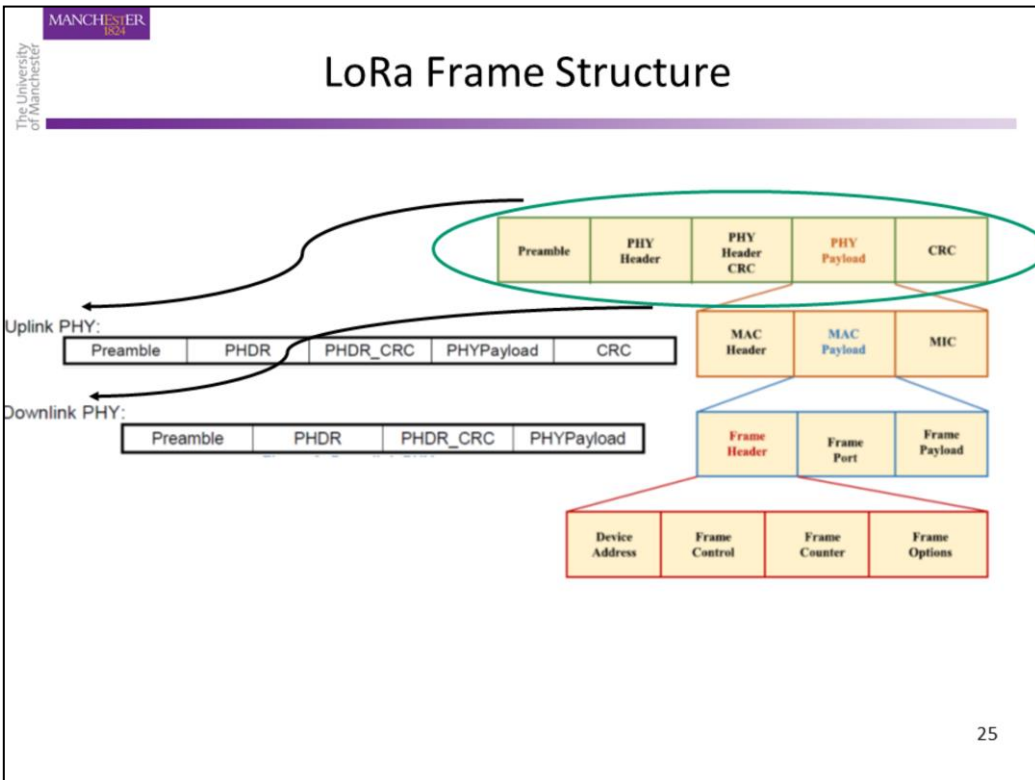 MANCHESTER
1824
The University
of Manchester
LoRa Frame Structure
Preamble
PHY
Header
PHY
Header
CRC
PHY
Payload
CRC
Uplink PHY:
Preamble PHDR PHDR_CRC PHYPayload CRC
MAC
Header
MAC
Payload
MIC
Downlink PHY:
Preamble PHDR PHDR_CRC PHYPayload
Frame
Header
Frame
Port
Frame
Payload
Device
Address
Frame
Control
Frame
Counter
Frame
Options
25